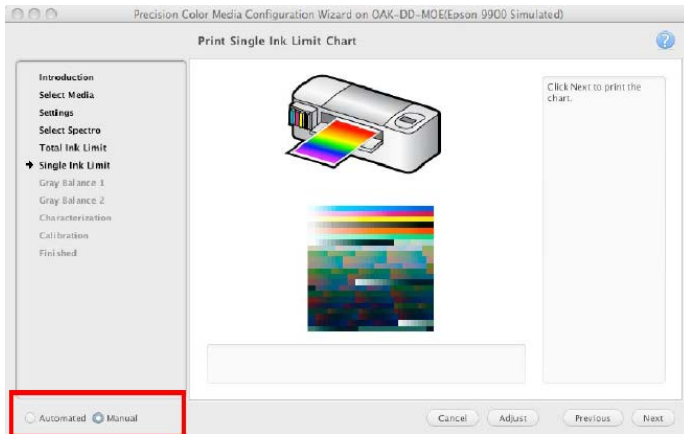 Precision Color Media Configuration Wizard on OAK-DD-MOE(Epson 9900 Simulated)
Print Single Ink Limit Chart
?
Introduction
Select Media
Settings
Select Spectro
Total Ink Limit
Single Ink Limit
Gray Balance 1
Gray Balance 2
Characterization
Calibration
Finished
Click Next to print the
chart.
Automated Manual
Cancel Adjust Previous Next